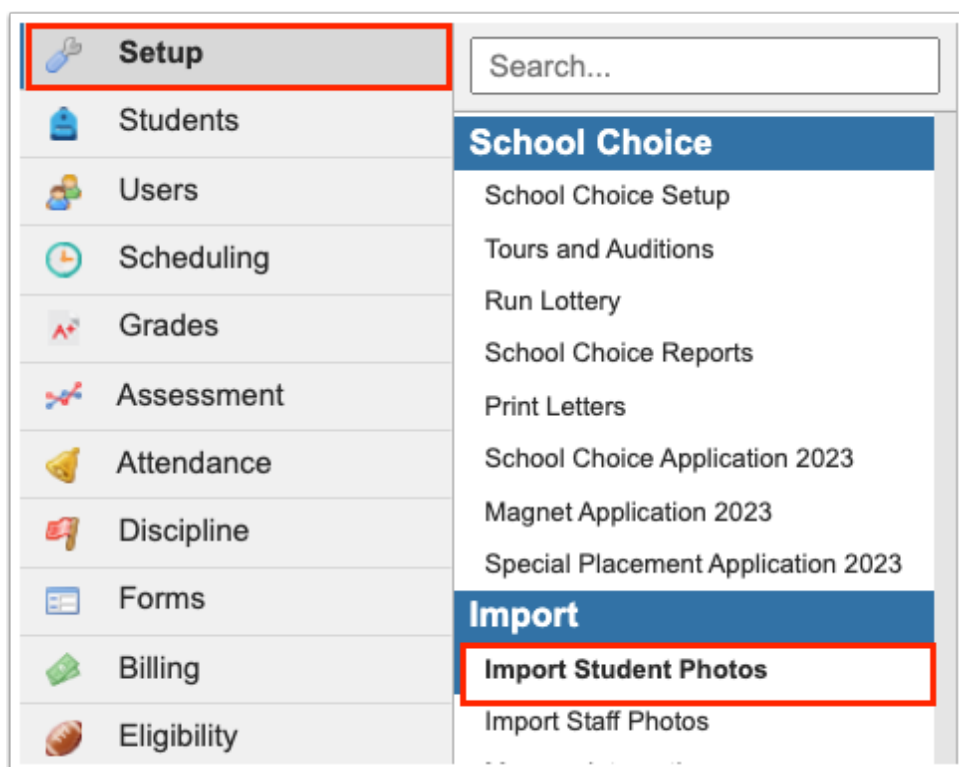 Setup
Students
Users
Scheduling
A+ Grades
Assessment
Attendance
Discipline
Forms
Billing
Eligibility
Search...
School Choice
School Choice Setup
Tours and Auditions
Run Lottery
School Choice Reports
Print Letters
School Choice Application 2023
Magnet Application 2023
Special Placement Application 2023
Import
Import Student Photos
Import Staff Photos